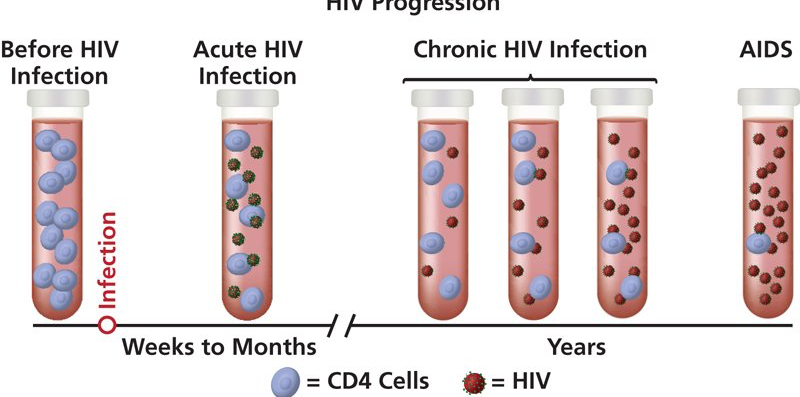 HIV Progression
Before HIV
Infection
Acute HIV
Infection
Chronic HIV Infection
AIDS
Infection
Weeks to Months
Years
= CD4 Cells
= HIV